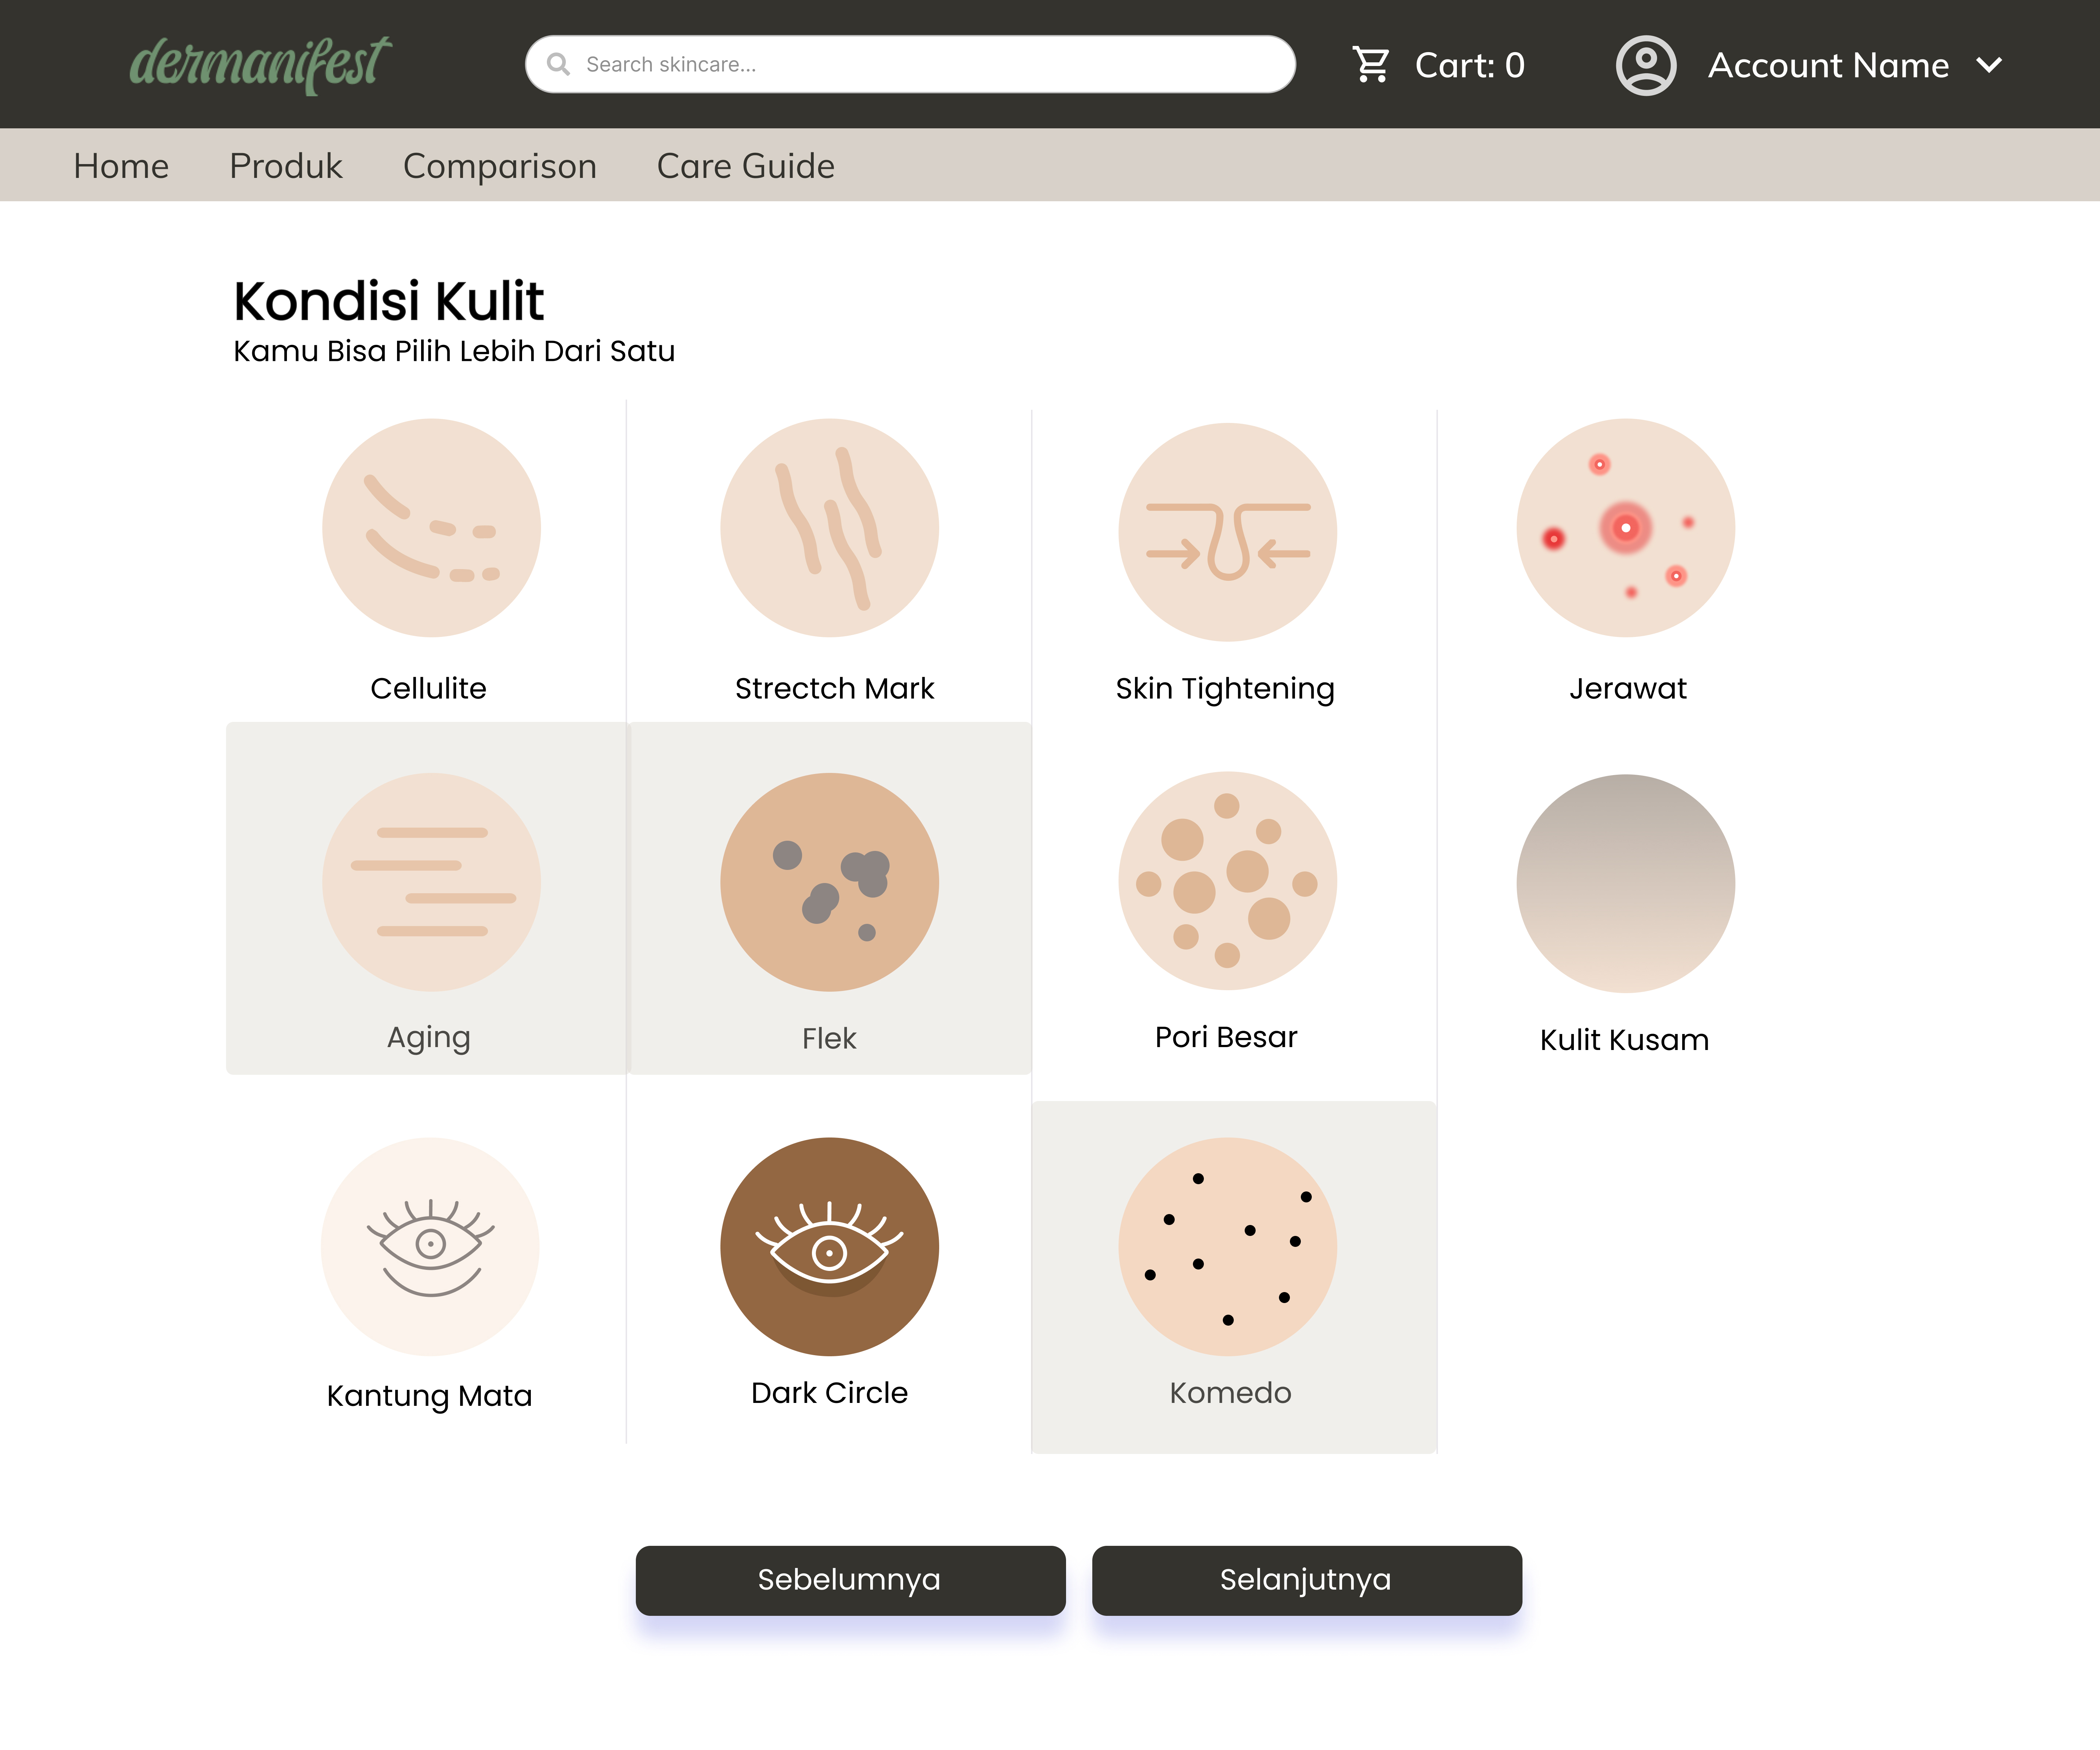 dermanifest
Search skincare...
Cart: 0
Account Name
Home
Produk
Comparison
Care Guide
Kondisi Kulit
Kamu Bisa Pilih Lebih Dari Satu
Cellulite
Strectch Mark
Skin Tightening
Jerawat
Aging
Flek
Pori Besar
Kulit Kusam
Kantung Mata
Dark Circle
Komedo
Sebelumnya
Selanjutnya